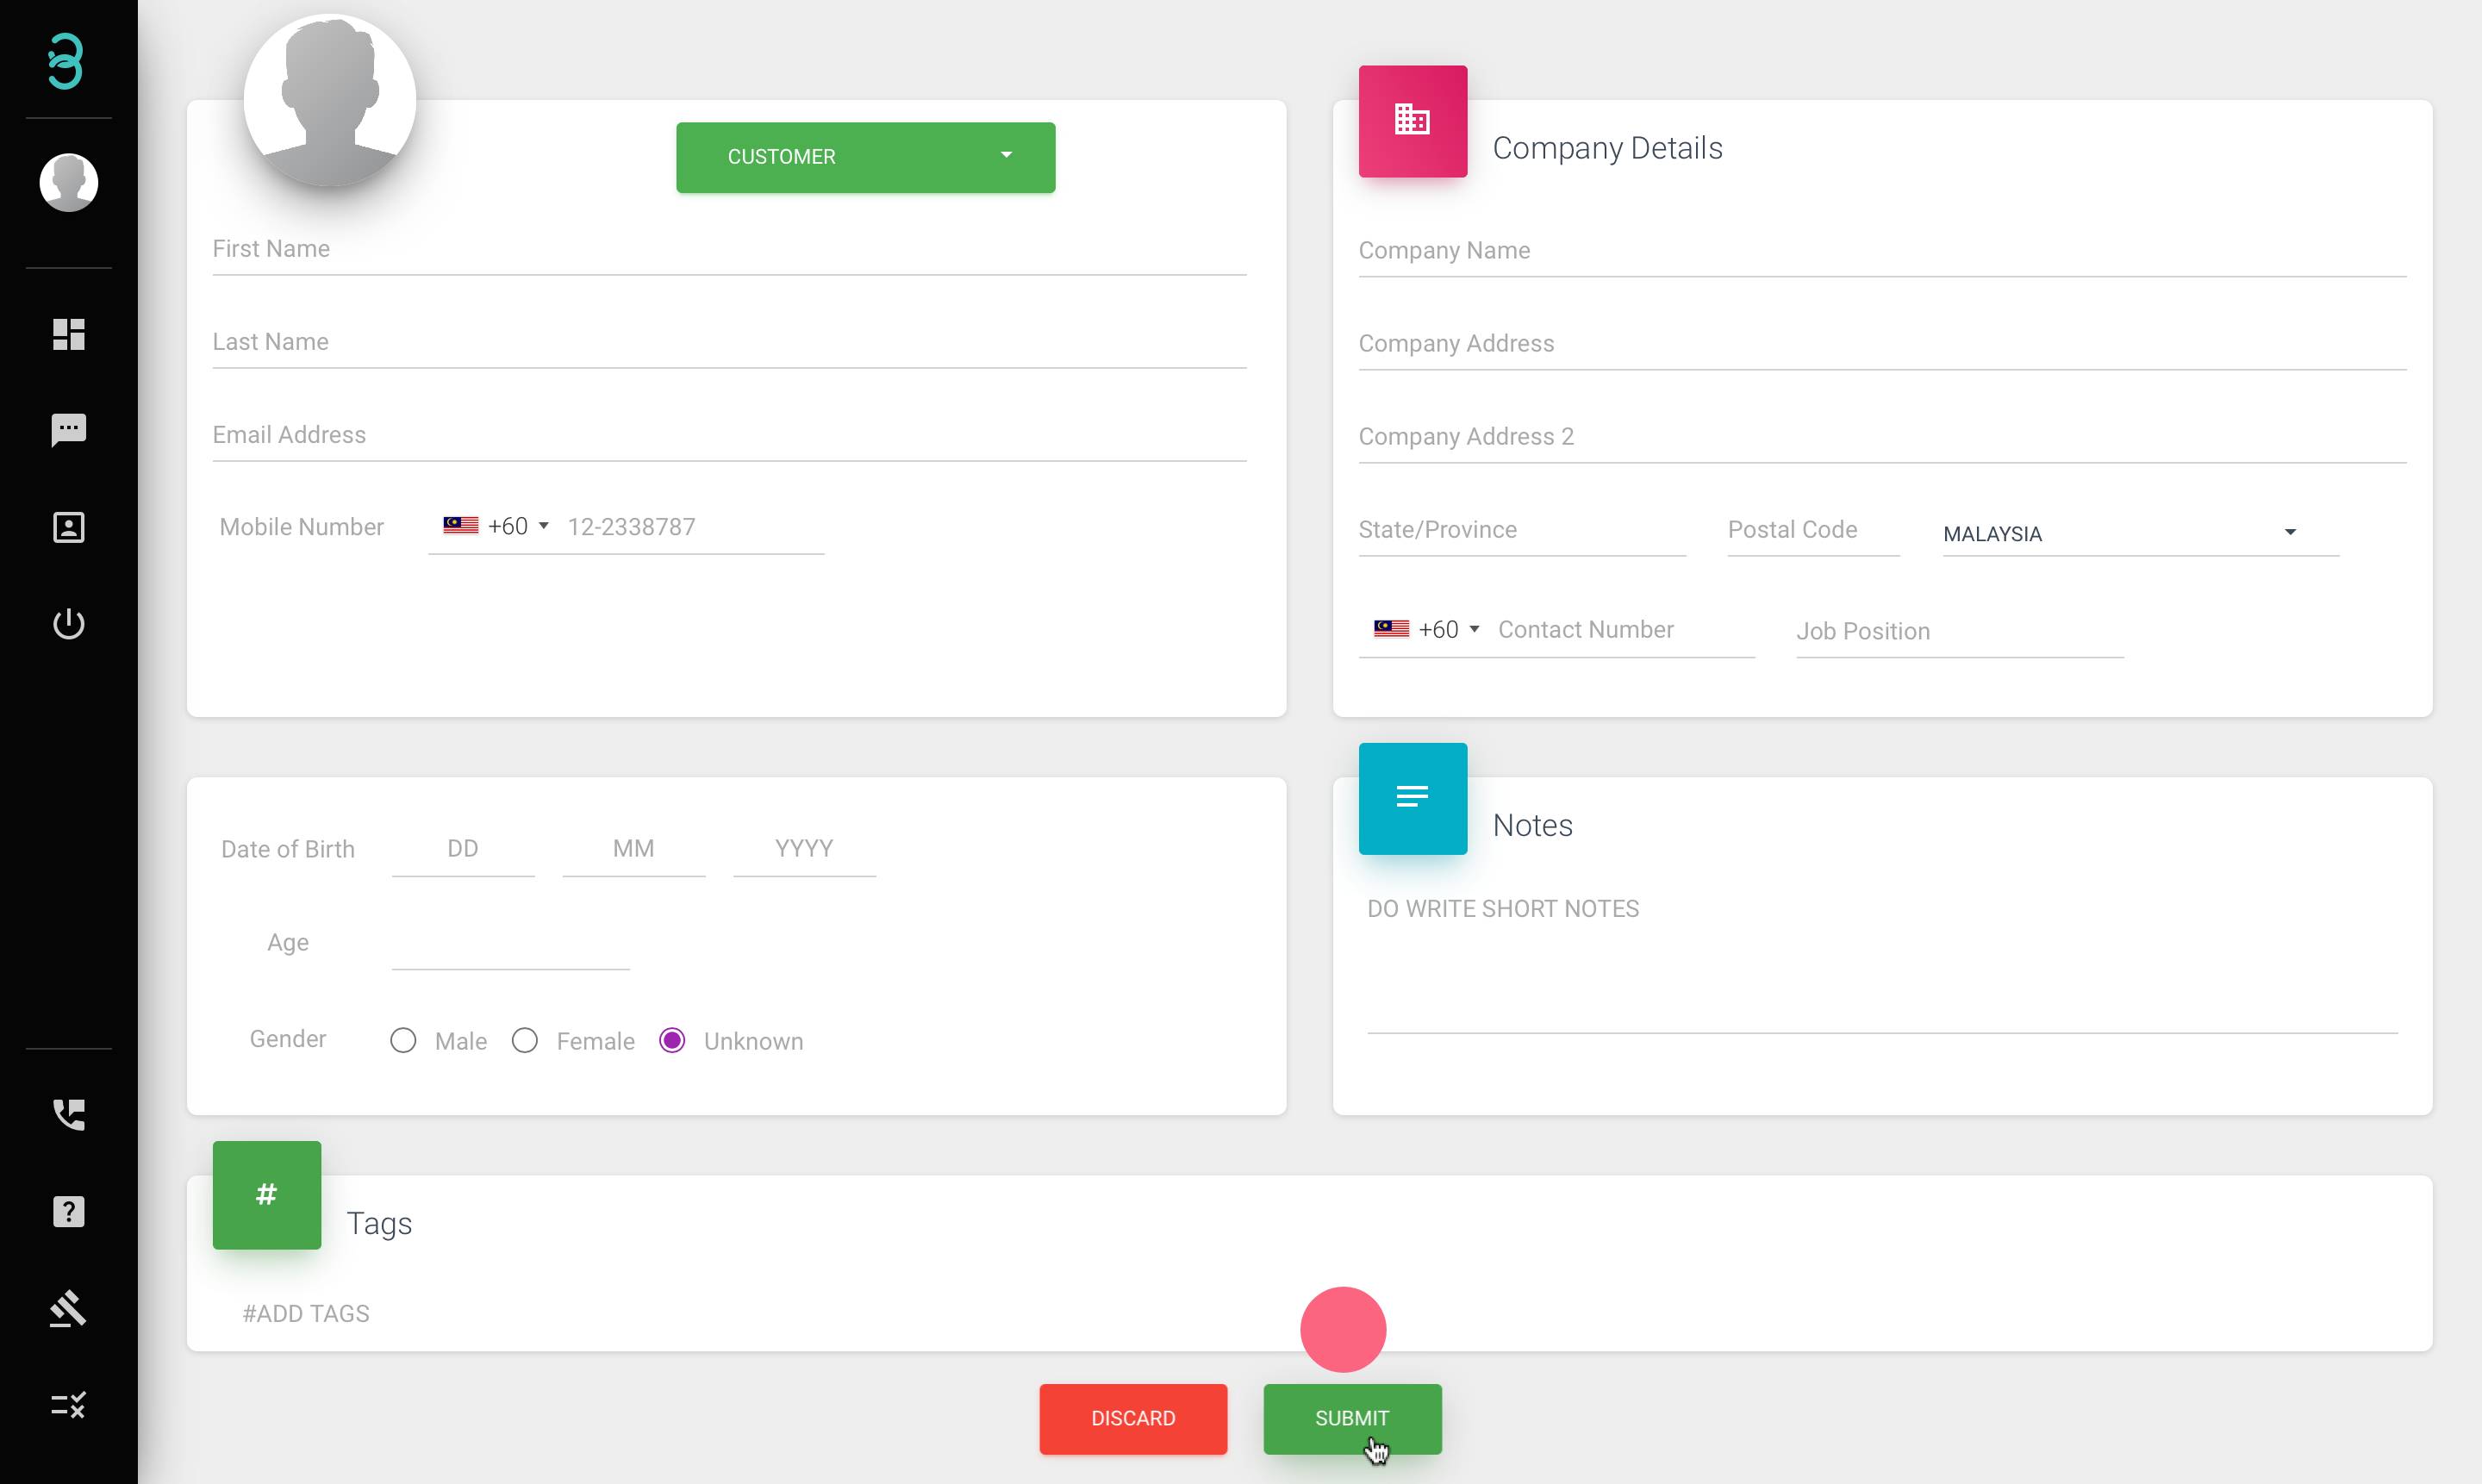 CUSTOMER
First Name
Last Name
Email Address
Mobile Number +60 12-2338787
Company Details
Company Name
Company Address
Company Address 2
State/Province Postal Code MALAYSIA
+60 Contact Number Job Position
Date of Birth DD MM YYYY
Age
Gender Male Female Unknown
Notes
DO WRITE SHORT NOTES
#
Tags
#ADD TAGS
DISCARD SUBMIT